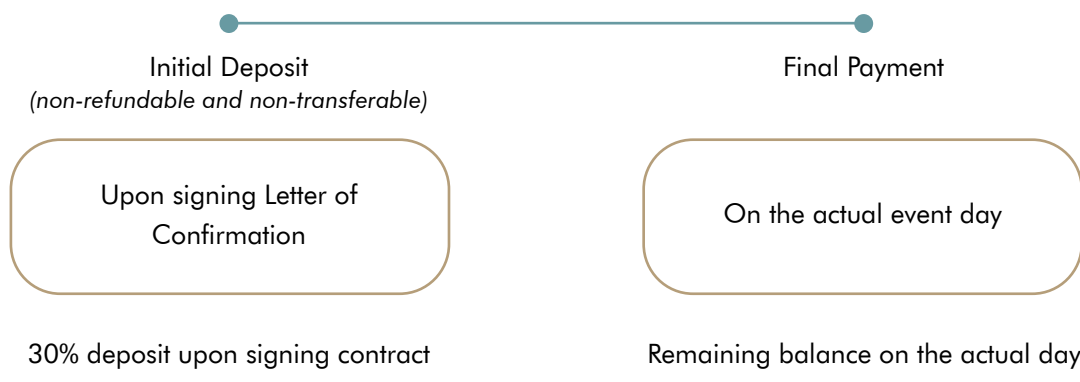 Initial Deposit
(non-refundable and non-transferable)
Upon signing Letter of
Confirmation
30% deposit upon signing contract
Final Payment
On the actual event day
Remaining balance on the actual day